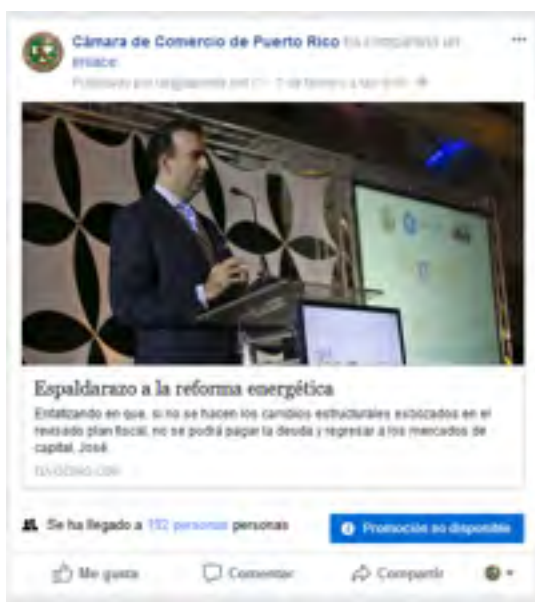 Cámara de Comercio de Puerto Rico ha compartido un
enlace.
Espaldarazo a la reforma energética
Enfatizando en que, si no se hacen los cambios estructurales esbozados en el
revisado plan fiscal, no se podrá pagar la deuda y regresar a los mercados de
capital, José
Se ha llegado a 152 personas personas
Promoción no disponible
Me gusta
Comentar
Compartir